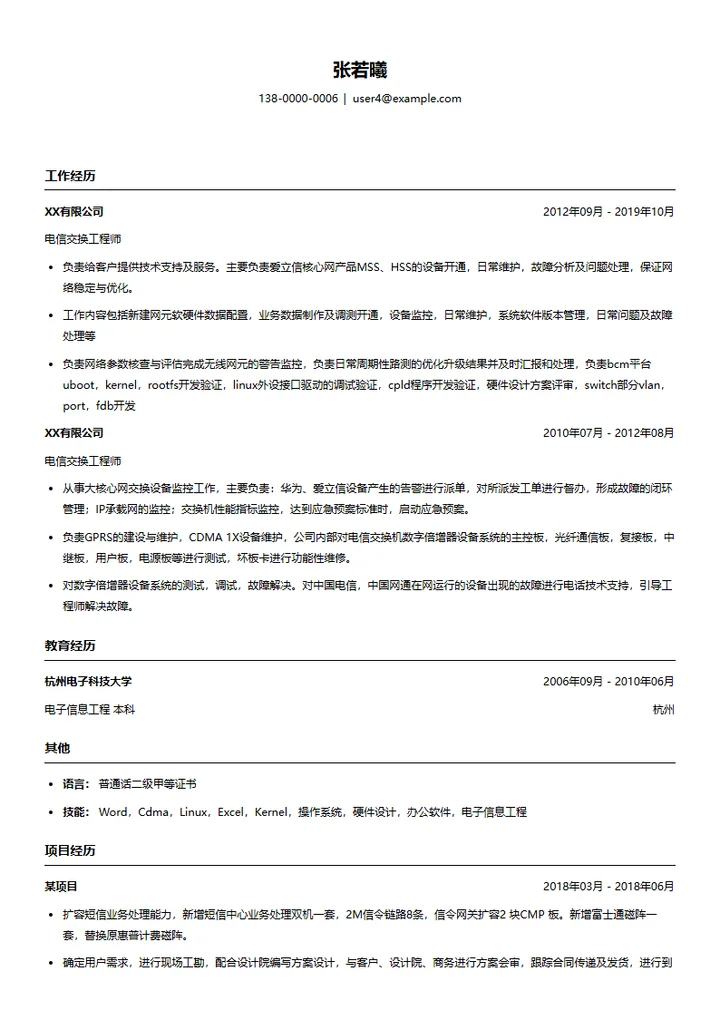 张若曦
138-0000-0006 | user4@example.com
工作经历
XX有限公司 2012年09月 - 2019年10月
电信交换工程师
• 负责给客户提供技术支持及服务。主要负责爱立信核心网产品MSS、HSS的设备开通，日常维护，故障分析及问题处理，保证网
络稳定与优化。
• 工作内容包括新建网元软硬件数据配置，业务数据制作及调测开通，设备监控，日常维护，系统软件版本管理，日常问题及故障
处理等
• 负责网络参数核查与评估完成无线网元的警告监控，负责日常周期性路测的优化升级结果并及时汇报和处理，负责bcm平台
uboot，kernel，rootfs开发验证，linux外设接口驱动的调试验证，cpld程序开发验证，硬件设计方案评审，switch部分vlan，
port，fdb开发
XX有限公司 2010年07月 - 2012年08月
电信交换工程师
• 从事大核心网交换设备监控工作，主要负责：华为、爱立信设备产生的告警进行派单，对所派发工单进行督办，形成故障的闭环
管理；IP承载网的监控；交换机性能指标监控，达到应急预案标准时，启动应急预案。
• 负责GPRS的建设与维护，CDMA 1X设备维护，公司内部对电信交换机数字倍增器设备系统的主控板，光纤通信板，复接板，中
继板，用户板，电源板等进行测试，坏板卡进行功能性维修。
• 对数字倍增器设备系统的测试，调试，故障解决。对中国电信，中国网通在网运行的设备出现的故障进行电话技术支持，引导工
程师解决故障。
教育经历
杭州电子科技大学 2006年09月 - 2010年06月
电子信息工程 本科 杭州
其他
• 语言： 普通话二级甲等证书
• 技能： Word，Cdma，Linux，Excel，Kernel，操作系统，硬件设计，办公软件，电子信息工程
项目经历
某项目 2018年03月 - 2018年06月
• 扩容短信业务处理能力，新增短信中心业务处理双机一套，2M信令链路8条，信令网关扩容2 块CMP 板。新增富士通磁阵一
套，替换原惠普计费磁阵。
• 确定用户需求，进行现场工勘，配合设计院编写方案设计，与客户、设计院、商务进行方案会审，跟踪合同传递及发货，进行到